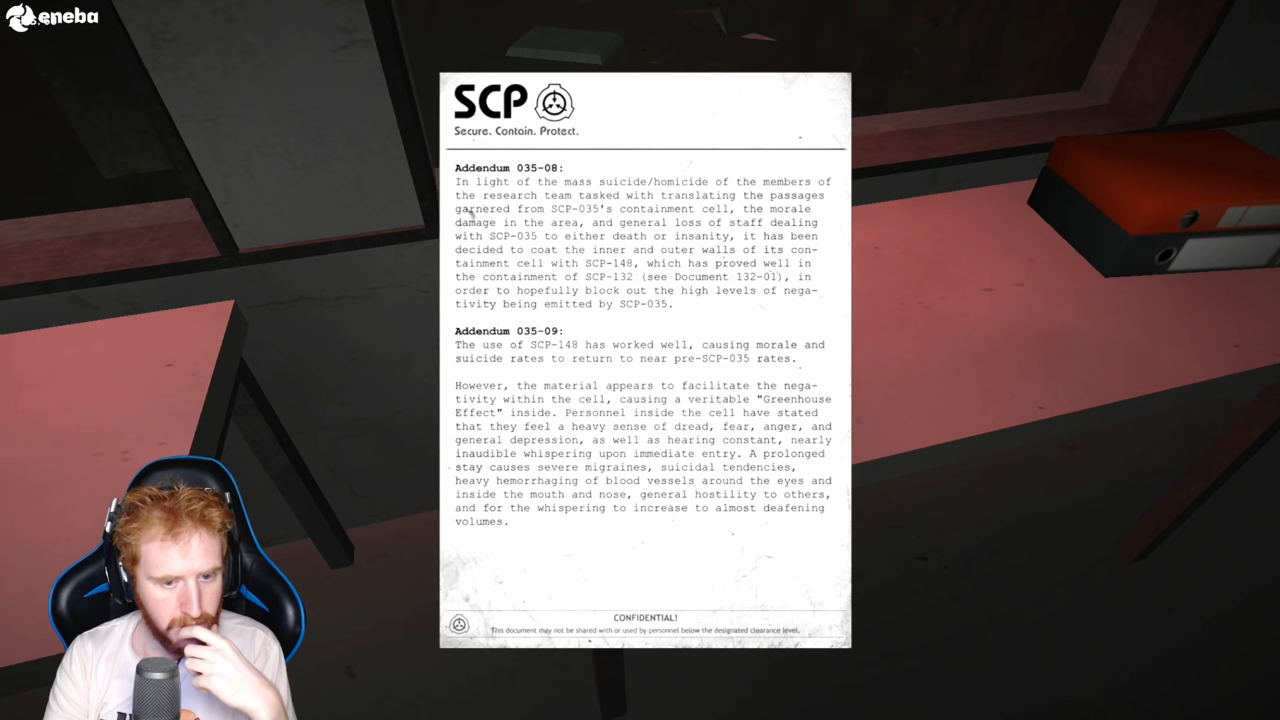 eneba
SCP
Secure. Contain. Protect.
Addendum 035-08:
In light of the mass suicide/homicide of the members of
the research team tasked with translating the passages
garnered from SCP-035's containment cell, the morale
damage in the area, and general loss of staff dealing
with SCP-035 to either death or insanity, it has been
decided to coat the inner and outer walls of its con-
tainment cell with SCP-148, which has proved well in
the containment of SCP-132 (see Document 132-01), in
order to hopefully block out the high levels of nega-
tivity being emitted by SCP-035.
Addendum 035-09:
The use of SCP-148 has worked well, causing morale and
suicide rates to return to near pre-SCP-035 rates.
However, the material appears to facilitate the nega-
tivity within the cell, causing a veritable "Greenhouse
Effect" inside. Personnel inside the cell have stated
that they feel a heavy sense of dread, fear, anger, and
general depression, as well as hearing constant, nearly
inaudible whispering upon immediate entry. A prolonged
stay causes severe migraines, suicidal tendencies,
heavy hemorrhaging of blood vessels around the eyes and
inside the mouth and nose, general hostility to others,
and for the whispering to increase to almost deafening
volumes.
CONFIDENTIAL!
This document may not be shared with or used by personnel below the designated clearance level.